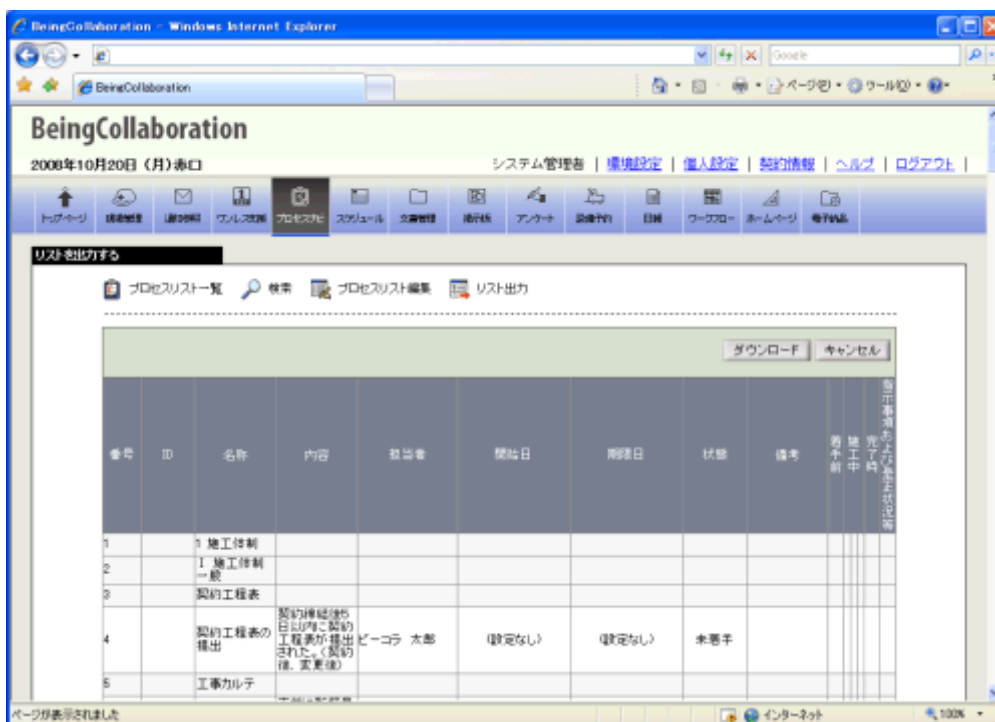 BeingCollaboration - Windows Internet Explorer
Google
BeingCollaboration
ページ(P) ツール(O)
BeingCollaboration
2008年10月20日 (月)赤口
システム管理者 | 環境設定 | 個人設定 | 契約情報 | ヘルプ | ログアウト |
トップページ プロセスナビ スケジュール 文書管理 掲示板 アンケート 設備予約 日報 ワークフロー ホームページ 電子納品
リストを出力する
プロセスリスト一覧 検索 プロセスリスト編集 リスト出力
ダウンロード キャンセル
番号 ID 名称 内容 担当者 開始日 期限日 状態 備考 着手前 施工中 完了時 指示事項および是正状況等
1 1 施工体制
2 I 施工体制一般
3 契約工程表
4 契約工程表の提出 契約締結後5日以内に契約工程表が提出された。(契約後、変更後) ビーコラ 太郎 (設定なし) (設定なし) 未着手
5 工事カルテ
ページが表示されました
インターネット
100%